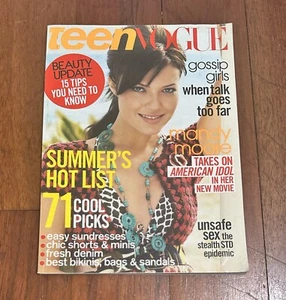 teenVOGUE
BEAUTY
UPDATE
15 TIPS
YOU NEED TO
KNOW
gossip
girls
when talk
goes
too far
mandy
moore
TAKES ON
AMERICAN IDOL
IN HER
NEW MOVIE
SUMMER'S
HOT LIST
71 COOL
PICKS
•easy sundresses
•chic shorts & minis
•fresh denim
•best bikinis, bags & sandals
unsafe
sex the
stealth STD
epidemic